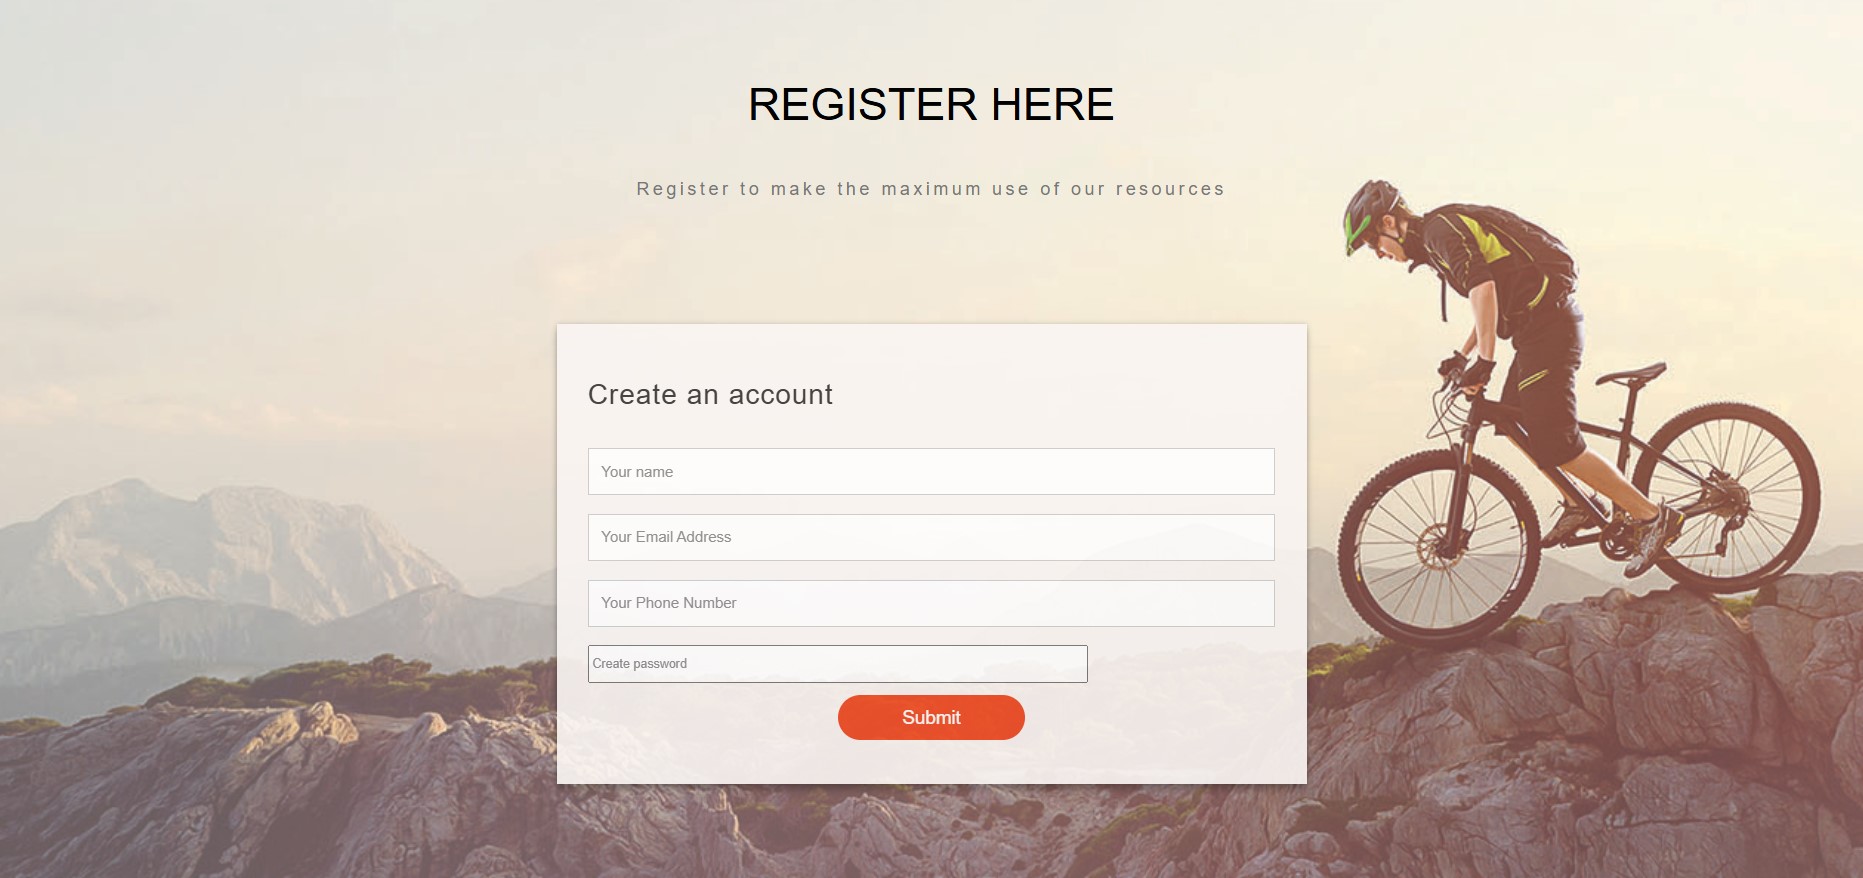 REGISTER HERE
Register to make the maximum use of our resources
Create an account
Your name
Your Email Address
Your Phone Number
Create password
Submit